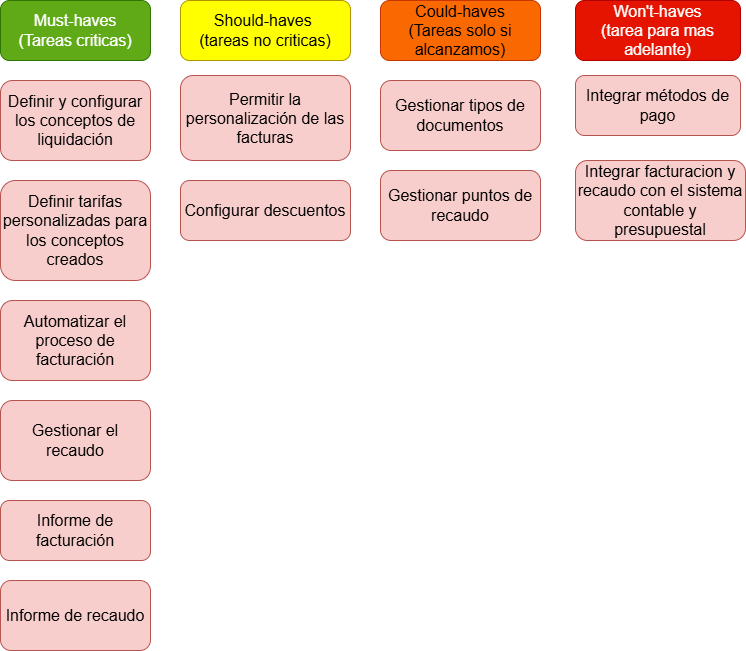 Must-haves
(Tareas criticas)
Definir y configurar
los conceptos de
liquidación
Definir tarifas
personalizadas para
los conceptos
creados
Automatizar el
proceso de
facturación
Gestionar el
recaudo
Informe de
facturación
Informe de recaudo
Should-haves
(tareas no criticas)
Permitir la
personalización de las
facturas
Configurar descuentos
Could-haves
(Tareas solo si
alcanzamos)
Gestionar tipos de
documentos
Gestionar puntos de
recaudo
Won't-haves
(tarea para mas
adelante)
Integrar métodos de
pago
Integrar facturacion y
recaudo con el sistema
contable y
presupuestal